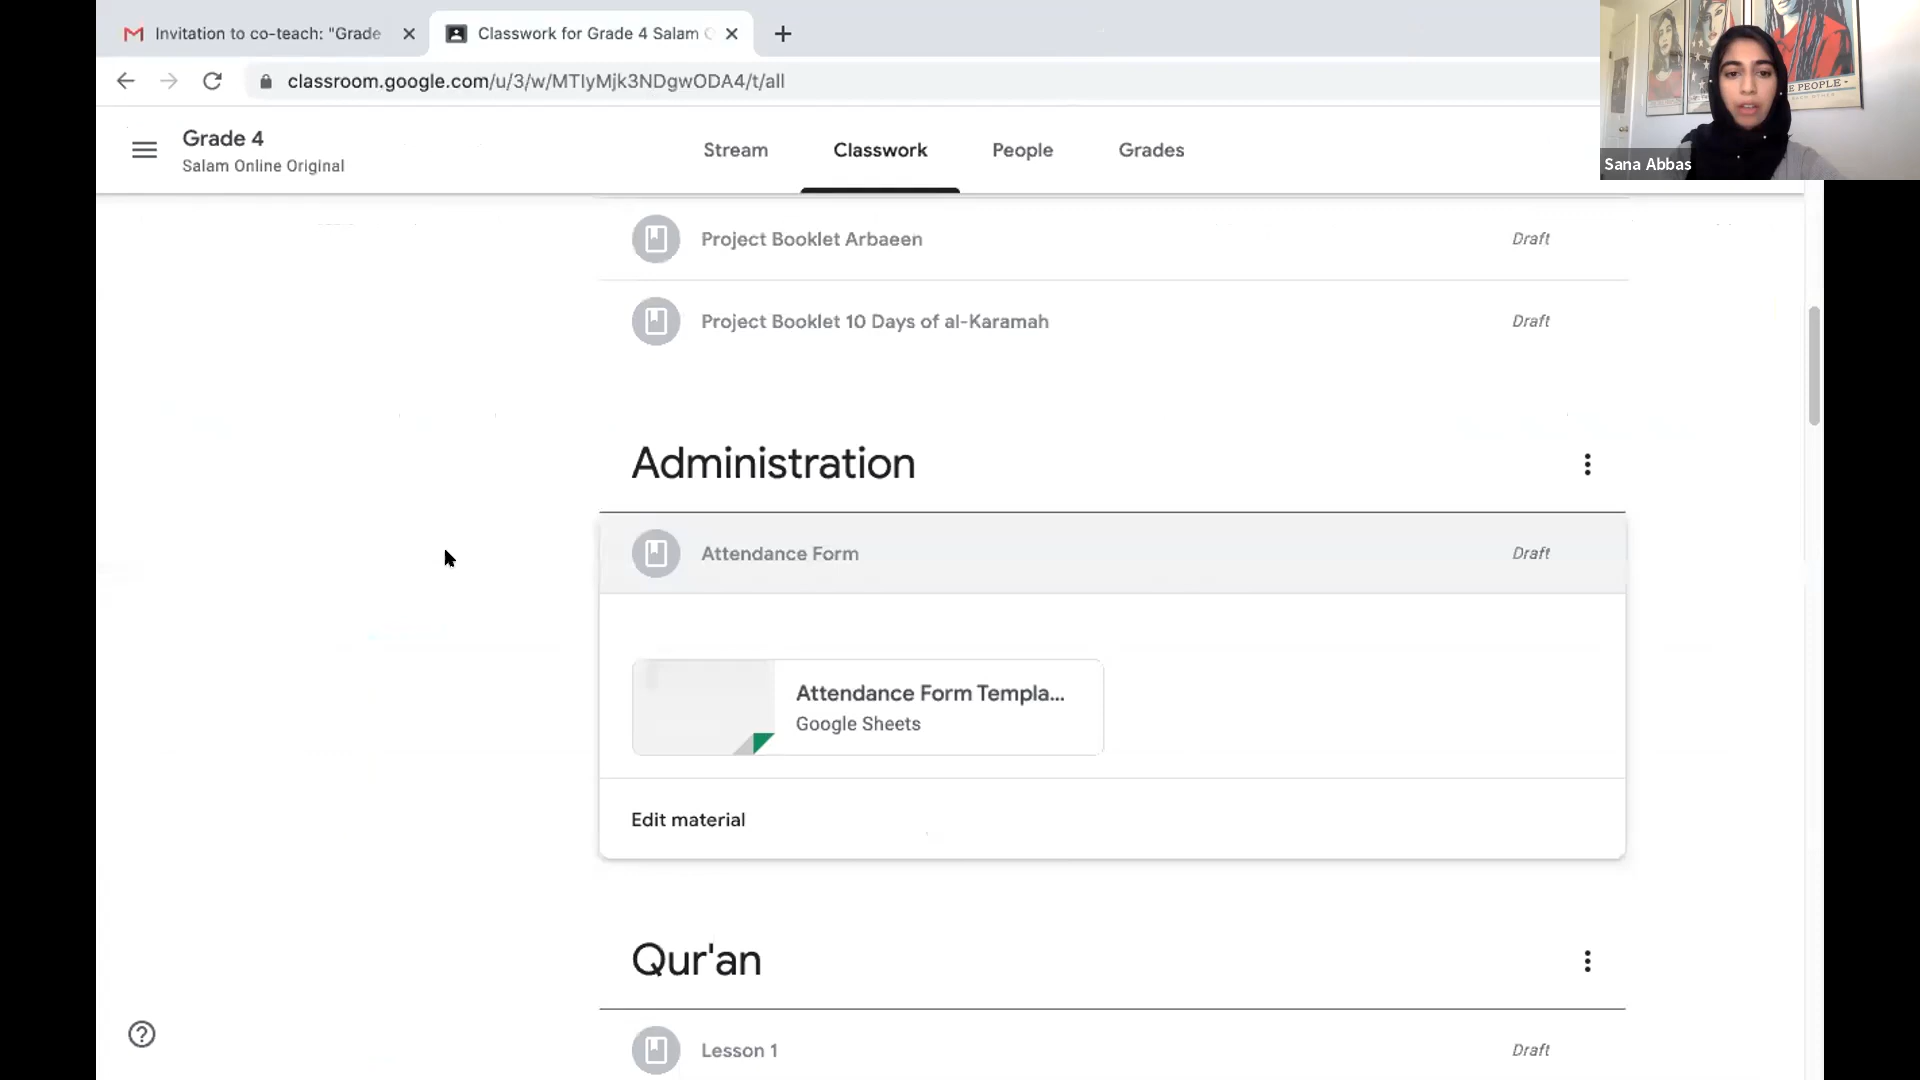 Invitation to co-teach: "Grade
Classwork for Grade 4 Salam
classroom.google.com/u/3/w/MTIyMjk3NDgwODA4/t/all
Grade 4
Salam Online Original
Stream
Classwork
People
Grades
E PEOPLE -
Sana Abbas
Project Booklet Arbaeen
Draft
Project Booklet 10 Days of al-Karamah
Draft
Administration
Attendance Form
Draft
Attendance Form Templa...
Google Sheets
Edit material
Qur'an
Lesson 1
Draft